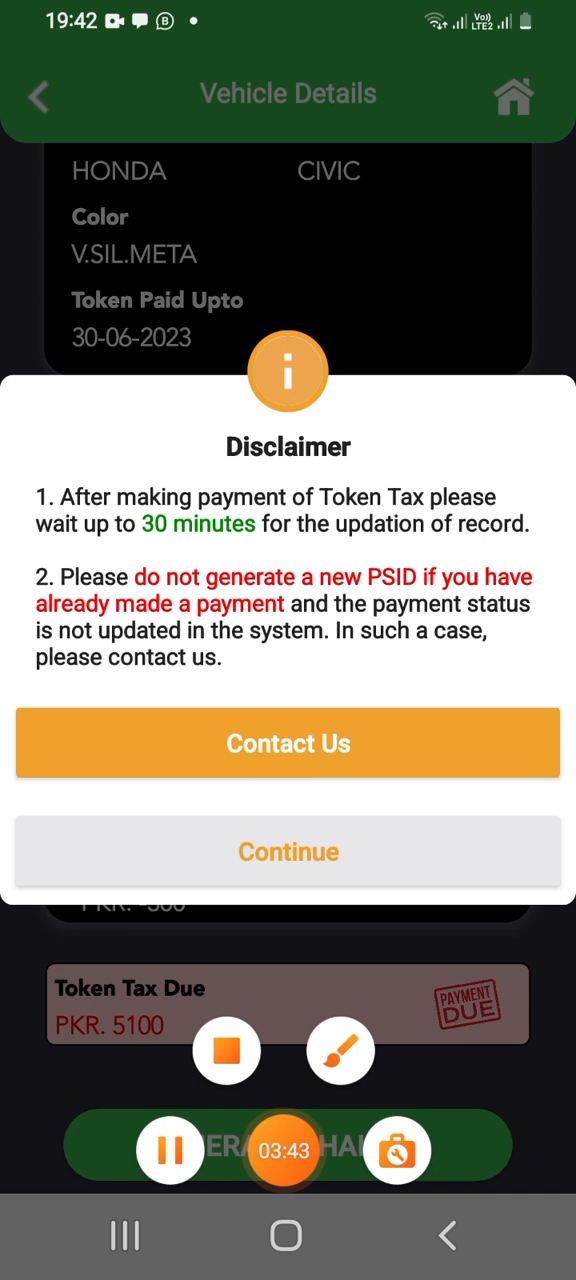 19:42
Vo))
LTE2
Vehicle Details
HONDA CIVIC
Color
V.SIL.META
Token Paid Upto
30-06-2023
Disclaimer
1. After making payment of Token Tax please
wait up to 30 minutes for the updation of record.
2. Please do not generate a new PSID if you have
already made a payment and the payment status
is not updated in the system. In such a case,
please contact us.
Contact Us
Continue
Token Tax Due
PKR. 5100
PAYMENT
DUE
03:43